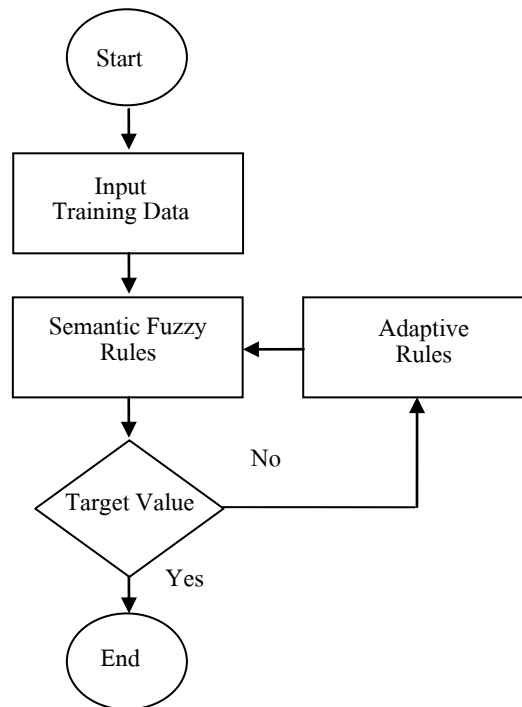 Start
Input
Training Data
Semantic Fuzzy
Rules
Adaptive
Rules
No
Target Value
Yes
End